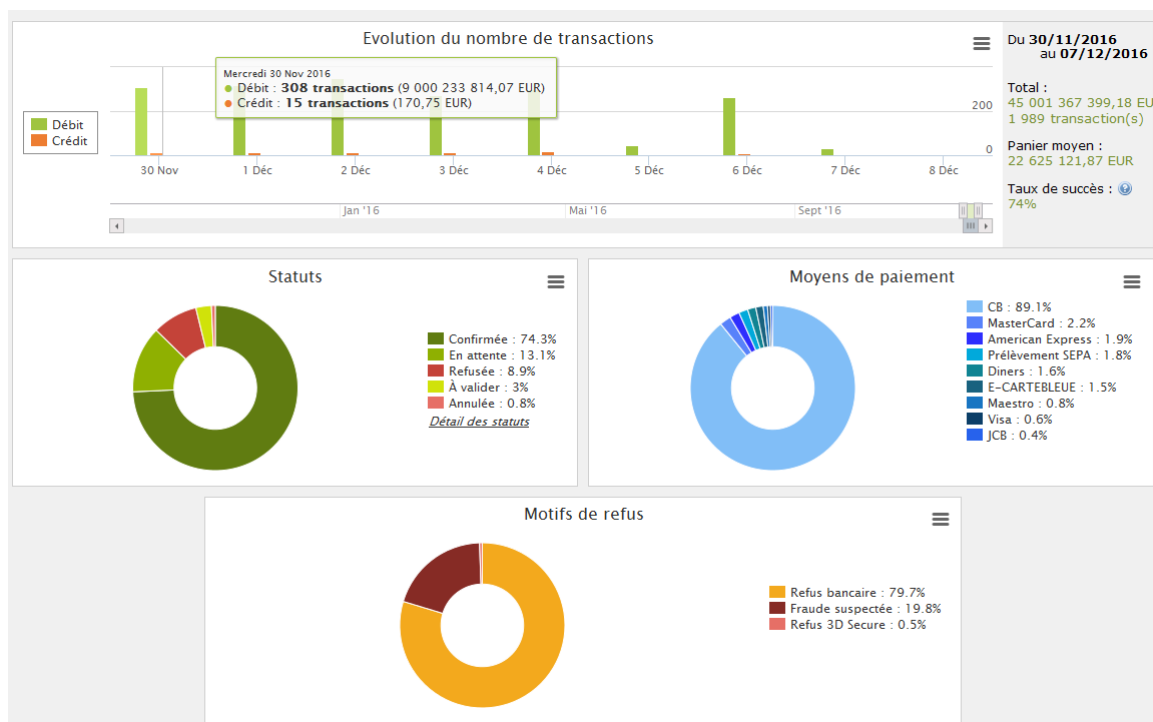 Evolution du nombre de transactions
Mercredi 30 Nov 2016
Débit : 308 transactions (9 000 233 814,07 EUR)
Crédit : 15 transactions (170,75 EUR)
Débit
Crédit
200
0
30 Nov
1 Déc
2 Déc
3 Déc
4 Déc
5 Déc
6 Déc
7 Déc
8 Déc
Jan '16
Mai '16
Sept '16
Du 30/11/2016
au 07/12/2016
Total :
45 001 367 399,18 EU
1 989 transaction(s)
Panier moyen :
22 625 121,87 EUR
Taux de succès :
74%
Statuts
Confirmée : 74.3%
En attente : 13.1%
Refusée : 8.9%
À valider : 3%
Annulée : 0.8%
Détail des statuts
Moyens de paiement
CB : 89.1%
MasterCard : 2.2%
American Express : 1.9%
Prélèvement SEPA : 1.8%
Diners : 1.6%
E-CARTEBLEUE : 1.5%
Maestro : 0.8%
Visa : 0.6%
JCB : 0.4%
Motifs de refus
Refus bancaire : 79.7%
Fraude suspectée : 19.8%
Refus 3D Secure : 0.5%